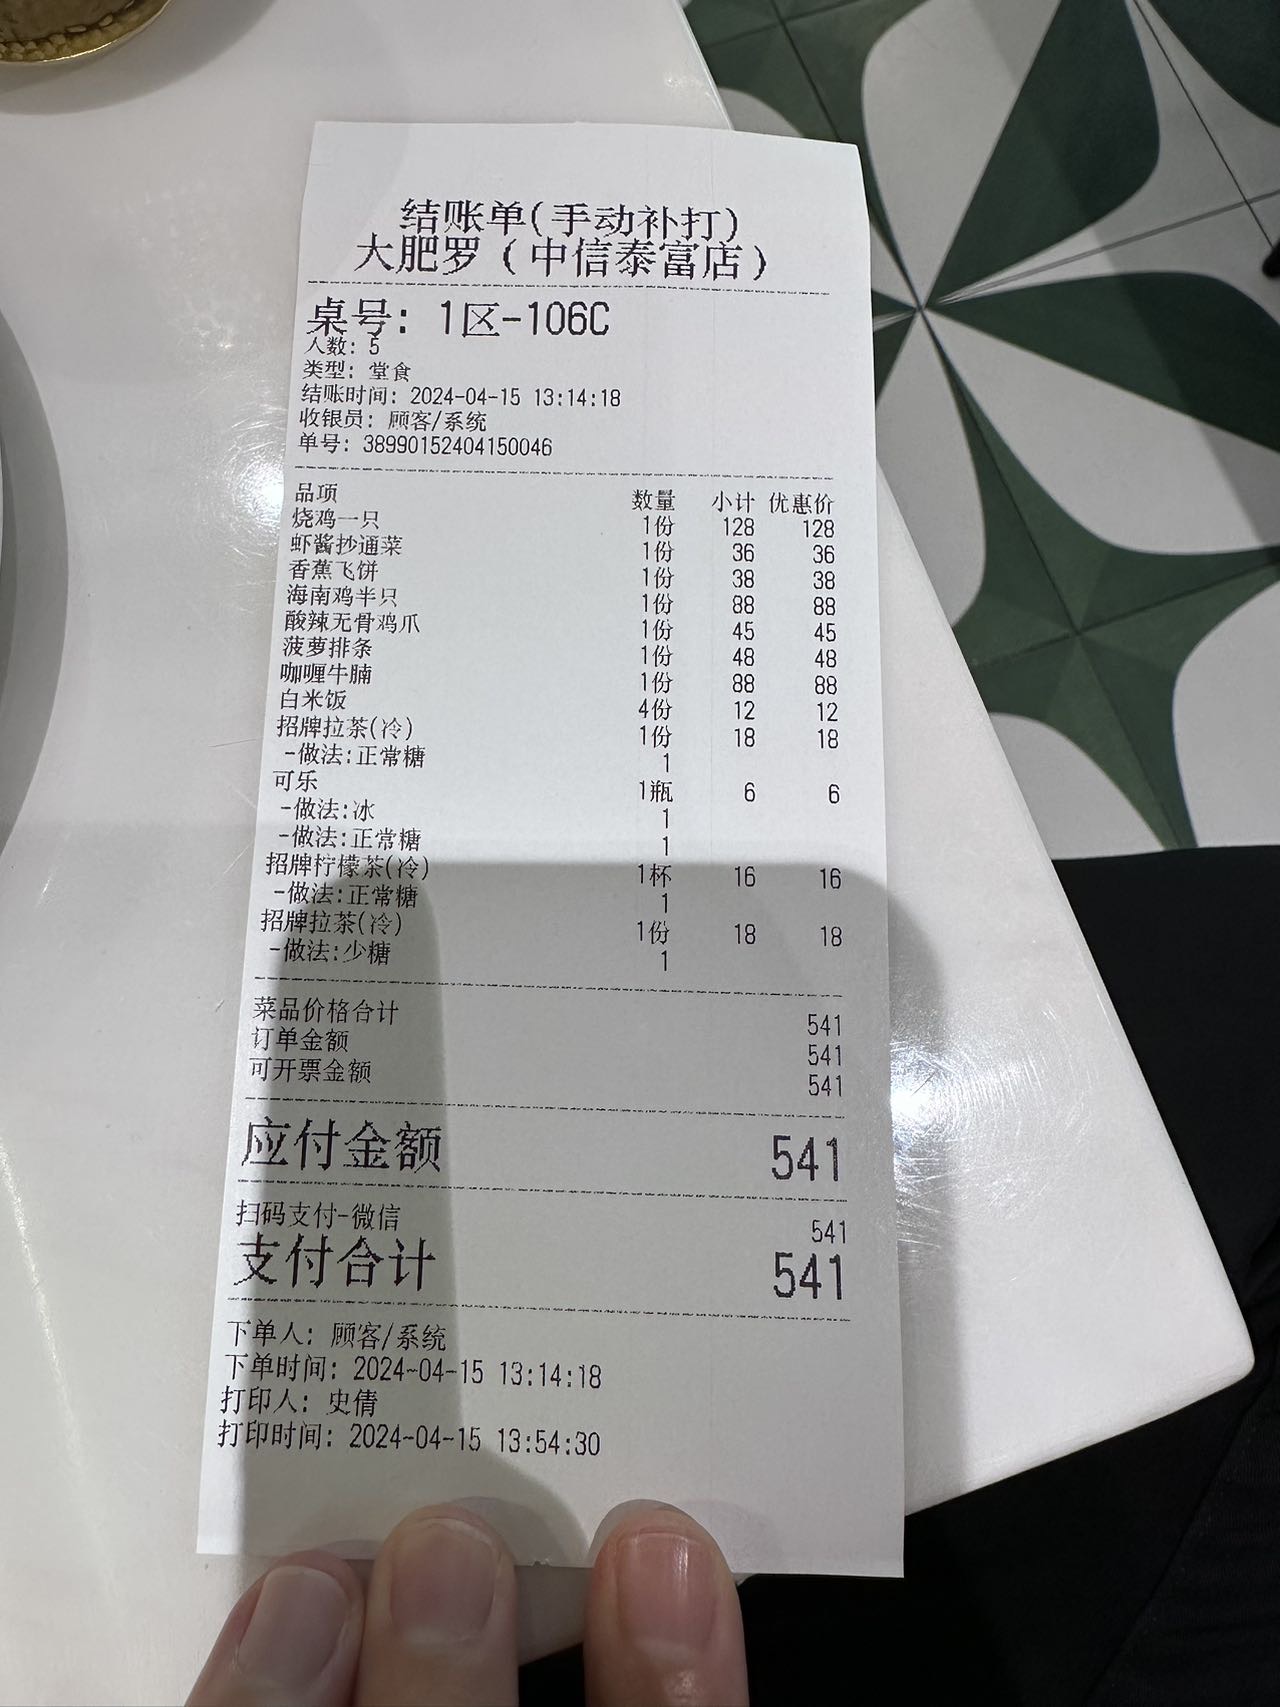 结账单(手动补打)
大肥罗(中信泰富店)
桌号: 1区-106C
人数: 5
类型: 堂食
结账时间: 2024-04-15 13:14:18
收银员: 顾客/系统
单号: 38990152404150046
品项 数量 小计 优惠价
烧鸡一只 1份 128 128
虾酱抄通菜 1份 36 36
香蕉飞饼 1份 38 38
海南鸡半只 1份 88 88
酸辣无骨鸡爪 1份 45 45
菠萝排条 1份 48 48
咖喱牛腩 1份 88 88
白米饭 4份 12 12
招牌拉茶(冷) 1份 18 18
-做法:正常糖 1
可乐 1瓶 6 6
-做法:冰 1
-做法:正常糖 1
招牌柠檬茶(冷) 1杯 16 16
-做法:正常糖 1
招牌拉茶(冷) 1份 18 18
-做法:少糖 1
菜品价格合计 541
订单金额 541
可开票金额 541
应付金额 541
扫码支付-微信 541
支付合计 541
下单人: 顾客/系统
下单时间: 2024-04-15 13:14:18
打印人: 史倩
打印时间: 2024-04-15 13:54:30